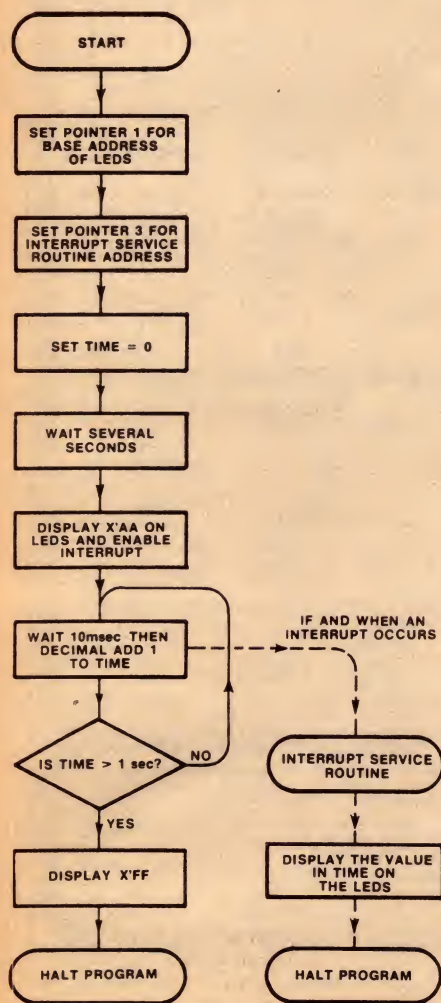 START
SET POINTER 1 FOR
BASE ADDRESS
OF LEDS
SET POINTER 3 FOR
INTERRUPT SERVICE
ROUTINE ADDRESS
SET TIME = 0
WAIT SEVERAL
SECONDS
DISPLAY X'AA ON
LEDS AND ENABLE
INTERRUPT
WAIT 10msec THEN
DECIMAL ADD 1
TO TIME
IS TIME > 1 sec?
NO
YES
DISPLAY X'FF
HALT PROGRAM
IF AND WHEN AN
INTERRUPT OCCURS
INTERRUPT SERVICE
ROUTINE
DISPLAY THE VALUE
IN TIME ON
THE LEDS
HALT PROGRAM